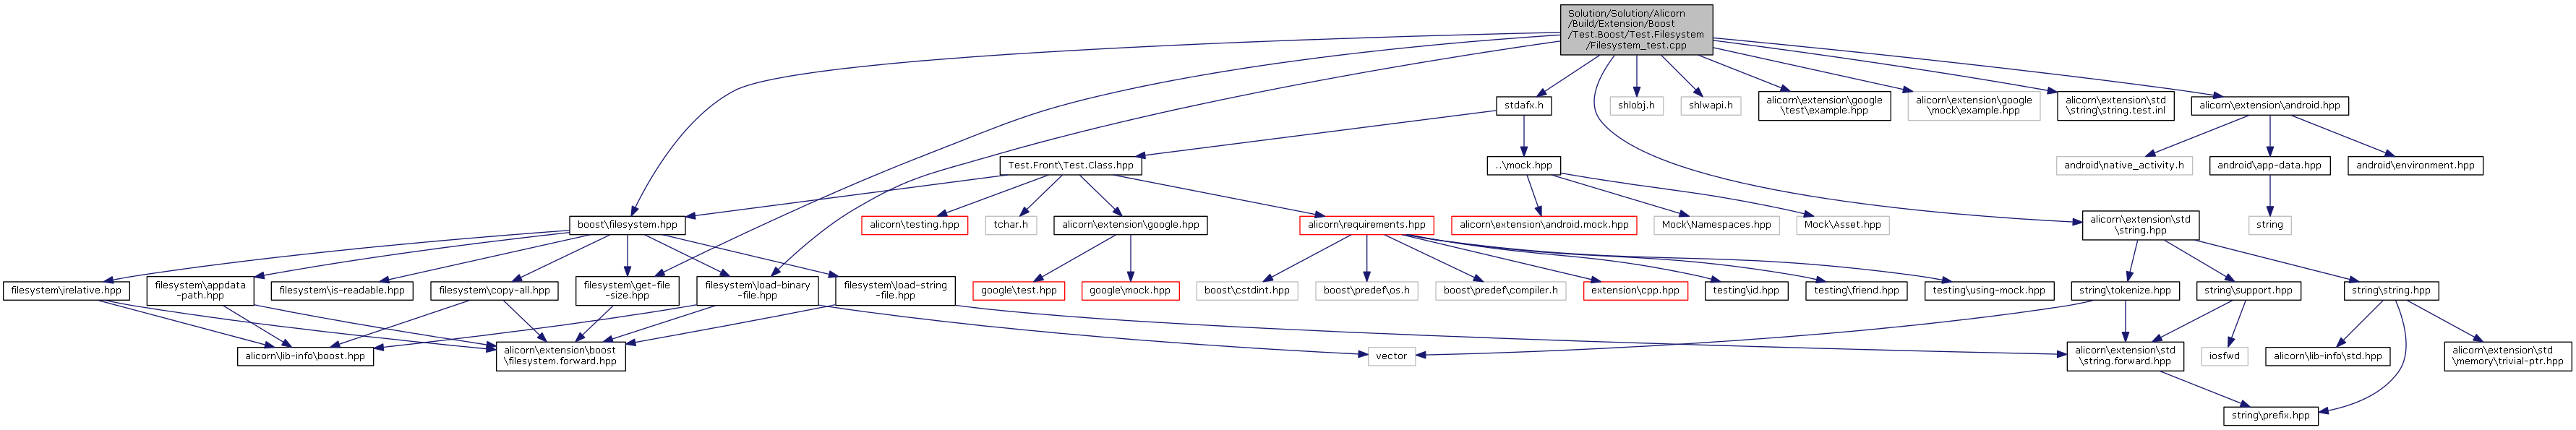 Solution/Solution/Alicorn
/Build/Extension/Boost
/Test.Boost/Test.Filesystem
/Filesystem_test.cpp
stdafx.h
shlobj.h
shlwapi.h
alicorn\extension\google
\test\example.hpp
alicorn\extension\google
\mock\example.hpp
alicorn\extension\std
\string\string.test.inl
alicorn\extension\android.hpp
Test.Front\Test.Class.hpp
..\mock.hpp
android\native_activity.h
android\app-data.hpp
android\environment.hpp
boost\filesystem.hpp
alicorn\testing.hpp
tchar.h
alicorn\extension\google.hpp
alicorn\requirements.hpp
alicorn\extension\android.mock.hpp
Mock\Namespaces.hpp
Mock\Asset.hpp
alicorn\extension\std
\string.hpp
string
filesystem\irelative.hpp
filesystem\appdata
-path.hpp
filesystem\is-readable.hpp
filesystem\copy-all.hpp
filesystem\get-file
-size.hpp
filesystem\load-binary
-file.hpp
filesystem\load-string
-file.hpp
google\test.hpp
google\mock.hpp
boost\cstdint.hpp
boost\predef\os.h
boost\predef\compiler.h
extension\cpp.hpp
testing\id.hpp
testing\friend.hpp
testing\using-mock.hpp
string\tokenize.hpp
string\support.hpp
string\string.hpp
alicorn\lib-info\boost.hpp
alicorn\extension\boost
\filesystem.forward.hpp
vector
alicorn\extension\std
\string.forward.hpp
iosfwd
alicorn\lib-info\std.hpp
alicorn\extension\std
\memory\trivial-ptr.hpp
string\prefix.hpp